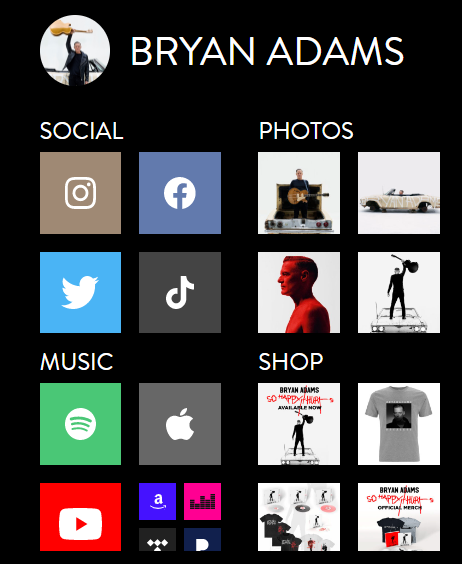 BRYAN ADAMS
SOCIAL
PHOTOS
MUSIC
SHOP
BRYAN ADAMS
SO HAPPY IT HURTS
AVAILABLE NOW
BRYAN ADAMS
SO HAPPY IT HURTS
OFFICIAL MERCH